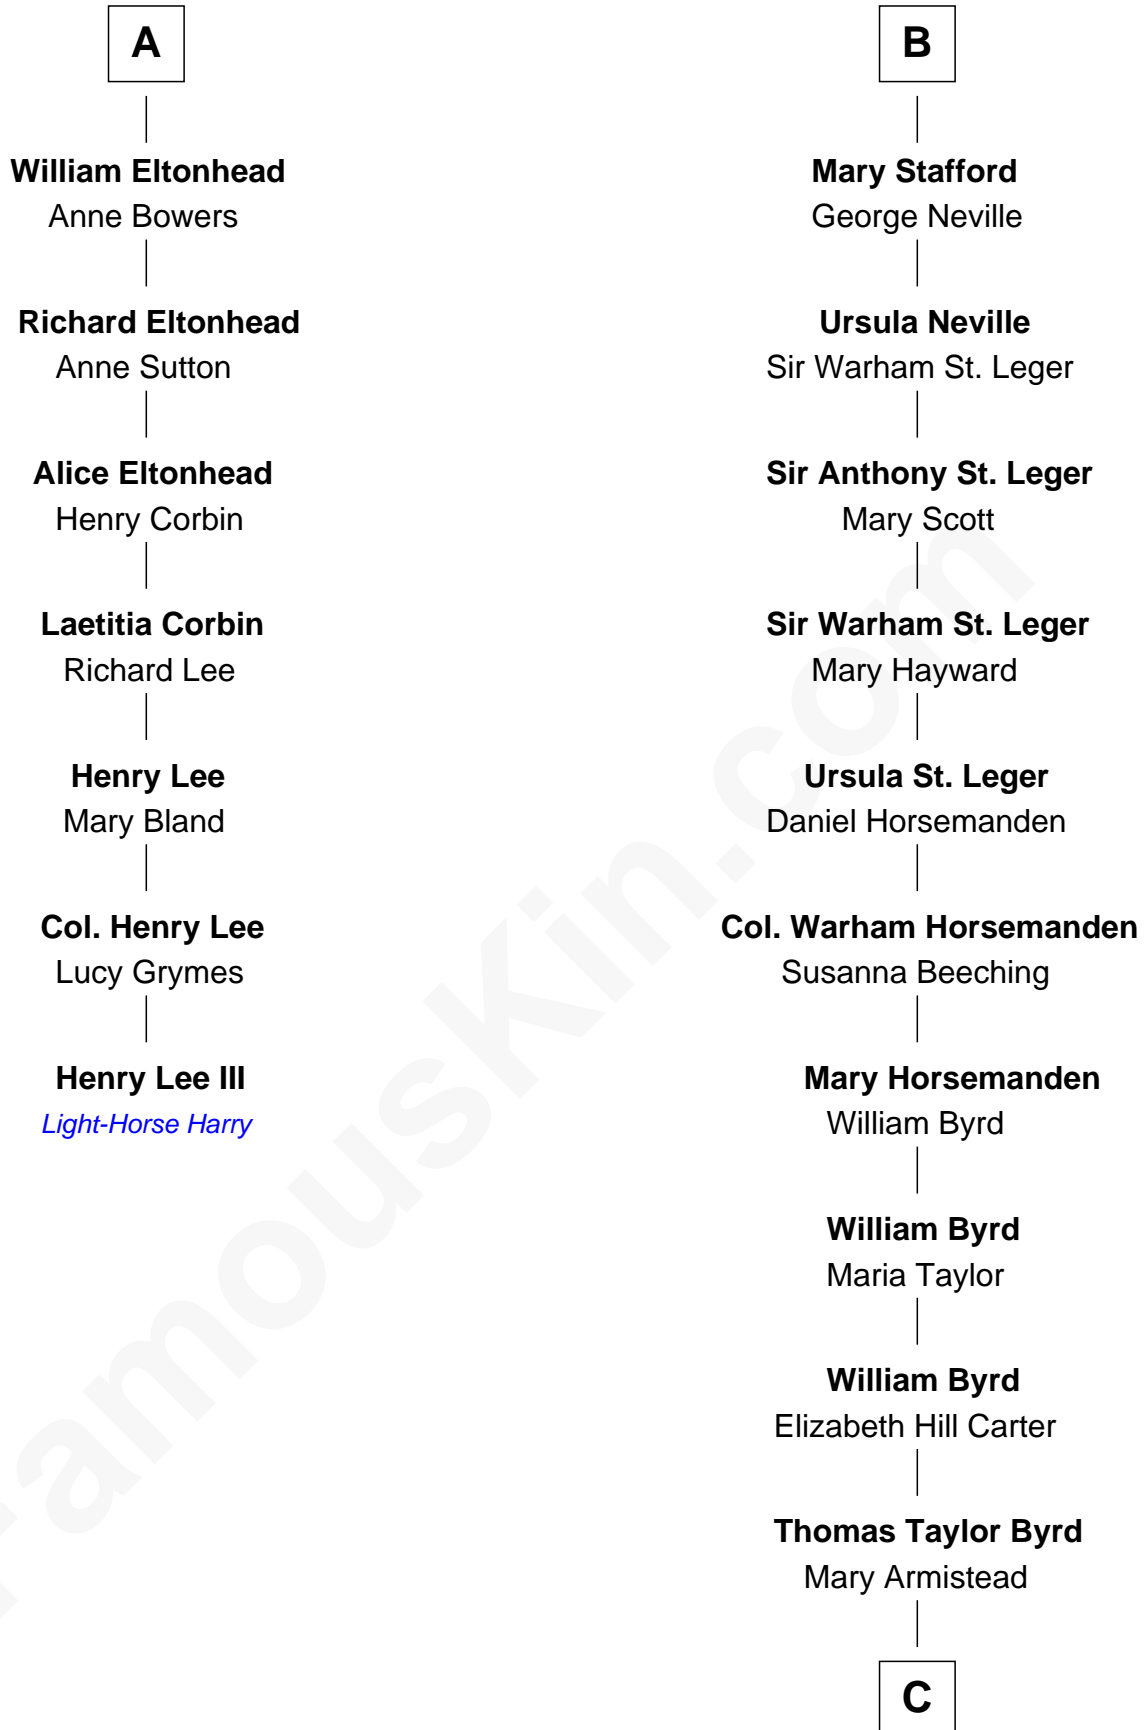 A
William Eltonhead
Anne Bowers
Richard Eltonhead
Anne Sutton
Alice Eltonhead
Henry Corbin
Laetitia Corbin
Richard Lee
Henry Lee
Mary Bland
Col. Henry Lee
Lucy Grymes
Henry Lee III
Light-Horse Harry
B
Mary Stafford
George Neville
Ursula Neville
Sir Warham St. Leger
Sir Anthony St. Leger
Mary Scott
Sir Warham St. Leger
Mary Hayward
Ursula St. Leger
Daniel Horsemanden
Col. Warham Horsemanden
Susanna Beeching
Mary Horsemanden
William Byrd
William Byrd
Maria Taylor
William Byrd
Elizabeth Hill Carter
Thomas Taylor Byrd
Mary Armistead
C
FamousKin.com